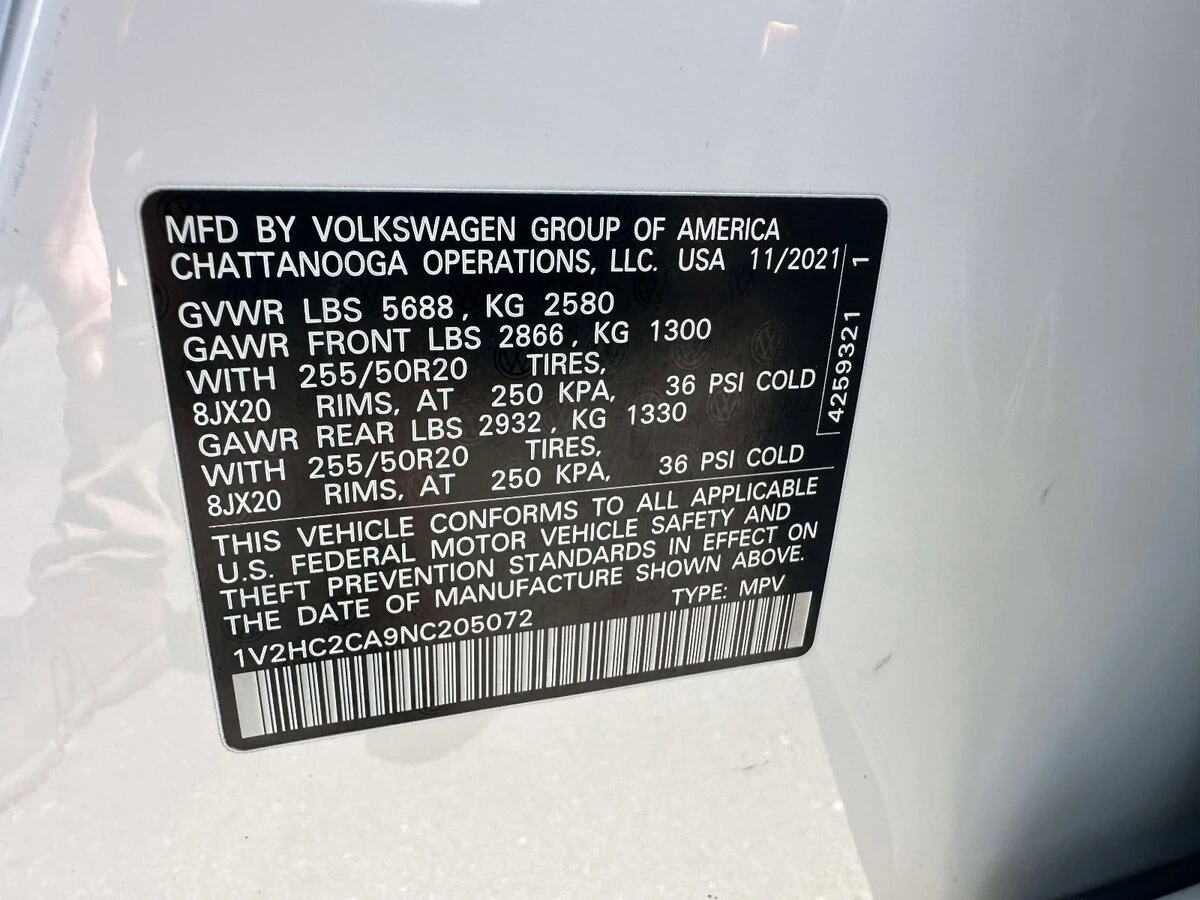 MFD BY VOLKSWAGEN GROUP OF AMERICA
CHATTANOOGA OPERATIONS, LLC. USA 11/2021
GVWR LBS 5688, KG 2580
GAWR FRONT LBS 2866, KG 1300
WITH 255/50R20 TIRES,
8JX20 RIMS, AT 250 KPA, 36 PSI COLD
GAWR REAR LBS 2932, KG 1330
WITH 255/50R20 TIRES,
8JX20 RIMS, AT 250 KPA, 36 PSI COLD
4259321 1
THIS VEHICLE CONFORMS TO ALL APPLICABLE
U.S. FEDERAL MOTOR VEHICLE SAFETY AND
THEFT PREVENTION STANDARDS IN EFFECT ON
THE DATE OF MANUFACTURE SHOWN ABOVE.
TYPE: MPV
1V2HC2CA9NC205072